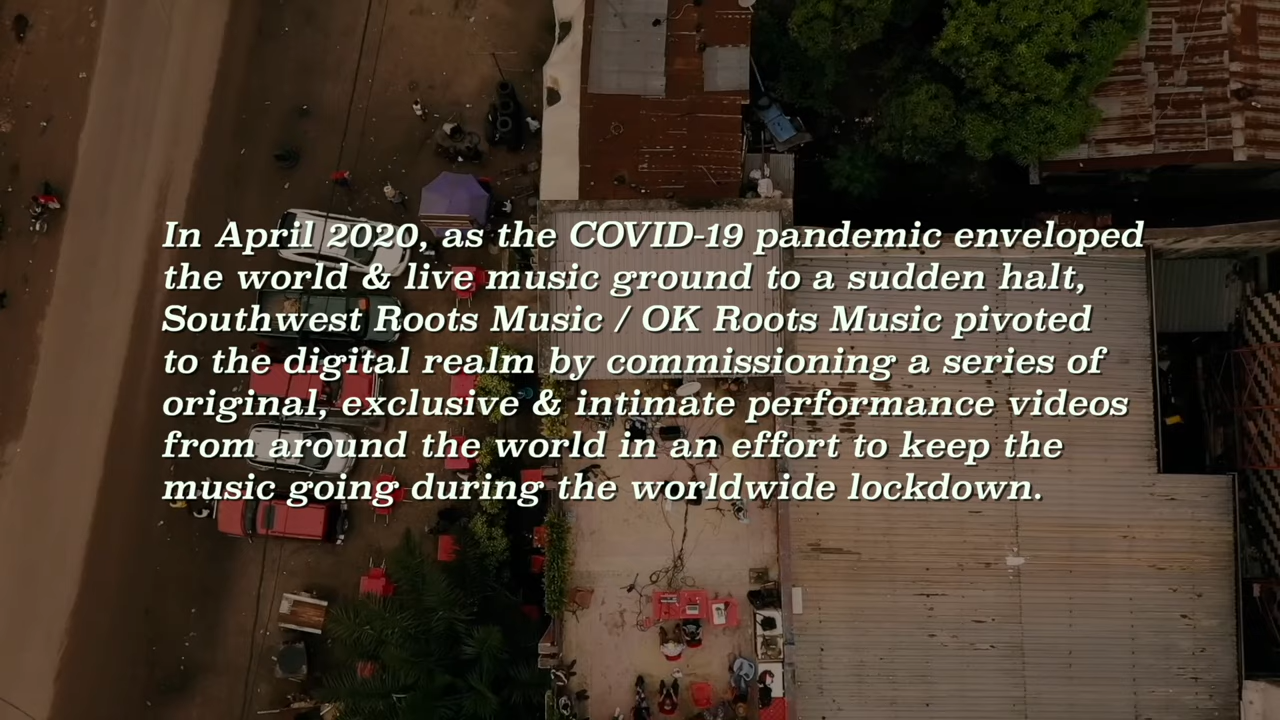 In April 2020, as the COVID-19 pandemic enveloped
the world & live music ground to a sudden halt,
Southwest Roots Music / OK Roots Music pivoted
to the digital realm by commissioning a series of
original, exclusive & intimate performance videos
from around the world in an effort to keep the
music going during the worldwide lockdown.